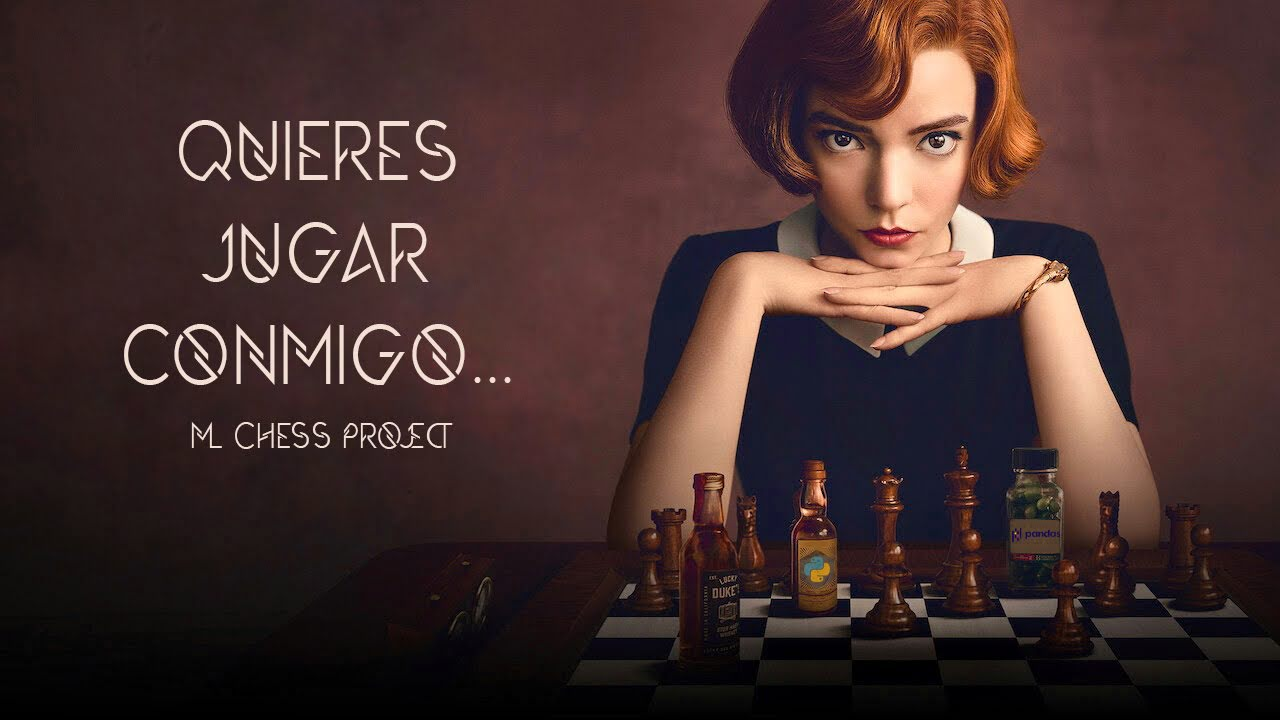 QUIERES
JUGAR
CONMIGO...
ML CHESS PROJECT
LUCKY
DUKE'S
pandas